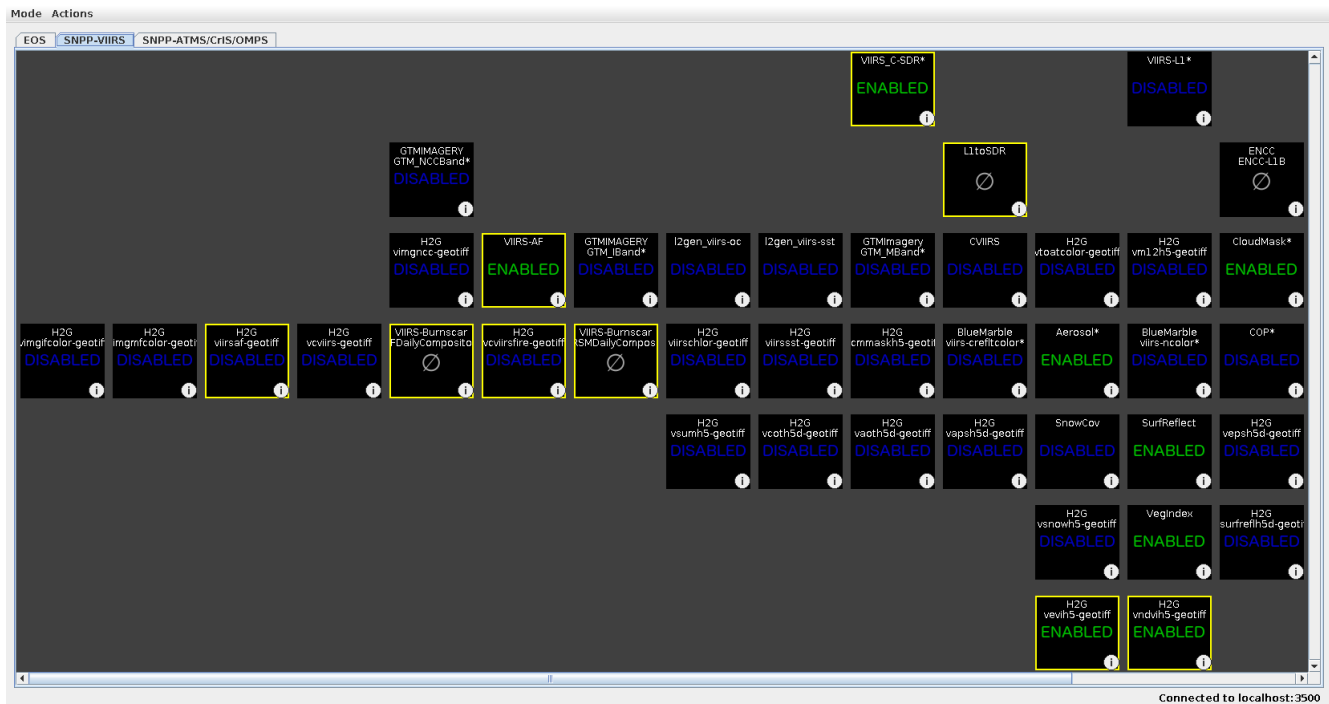 Mode Actions
EOS SNPP-VIIRS SNPP-ATMS/CrIS/OMPS
VIIRS_C-SDR*
ENABLED
i
VIIRS-L1*
DISABLED
i
GTMIMAGERY
GTM_NCCBand*
DISABLED
i
L1toSDR
∅
i
ENCC
ENCC-L1B
∅
i
H2G
vimgncc-geotiff
DISABLED
i
VIIRS-AF
ENABLED
i
GTMIMAGERY
GTM_IBand*
DISABLED
i
l2gen_viirs-oc
DISABLED
i
l2gen_viirs-sst
DISABLED
i
GTMImagery
GTM_MBand*
DISABLED
i
CVIIRS
DISABLED
i
H2G
vtoatcolor-geotiff
DISABLED
i
H2G
vm12h5-geotiff
DISABLED
i
CloudMask*
ENABLED
i
H2G
vimgifcolor-geotiff
DISABLED
i
H2G
imgmfcolor-geoti
DISABLED
i
H2G
viirsaf-geotiff
DISABLED
i
H2G
vcviirs-geotiff
DISABLED
i
VIIRS-Burnscar
FDailyComposito
∅
i
H2G
vcviirsfire-geotiff
DISABLED
i
VIIRS-Burnscar
RSMDailyCompos
∅
i
H2G
viirschlor-geotiff
DISABLED
i
H2G
viirssst-geotiff
DISABLED
i
H2G
cmmaskh5-geotif
DISABLED
i
BlueMarble
viirs-crefltcolor*
DISABLED
i
Aerosol*
ENABLED
i
BlueMarble
viirs-ncolor*
DISABLED
i
COP*
DISABLED
i
H2G
vsumh5-geotiff
DISABLED
i
H2G
vcoth5d-geotiff
DISABLED
i
H2G
vaoth5d-geotiff
DISABLED
i
H2G
vapsh5d-geotiff
DISABLED
i
SnowCov
DISABLED
i
SurfReflect
ENABLED
i
H2G
vepsh5d-geotiff
DISABLED
i
H2G
vsnowh5-geotiff
DISABLED
i
VegIndex
ENABLED
i
H2G
surfreflh5d-geoti
DISABLED
i
H2G
vevih5-geotiff
ENABLED
i
H2G
vndvih5-geotiff
ENABLED
i
Connected to localhost:3500